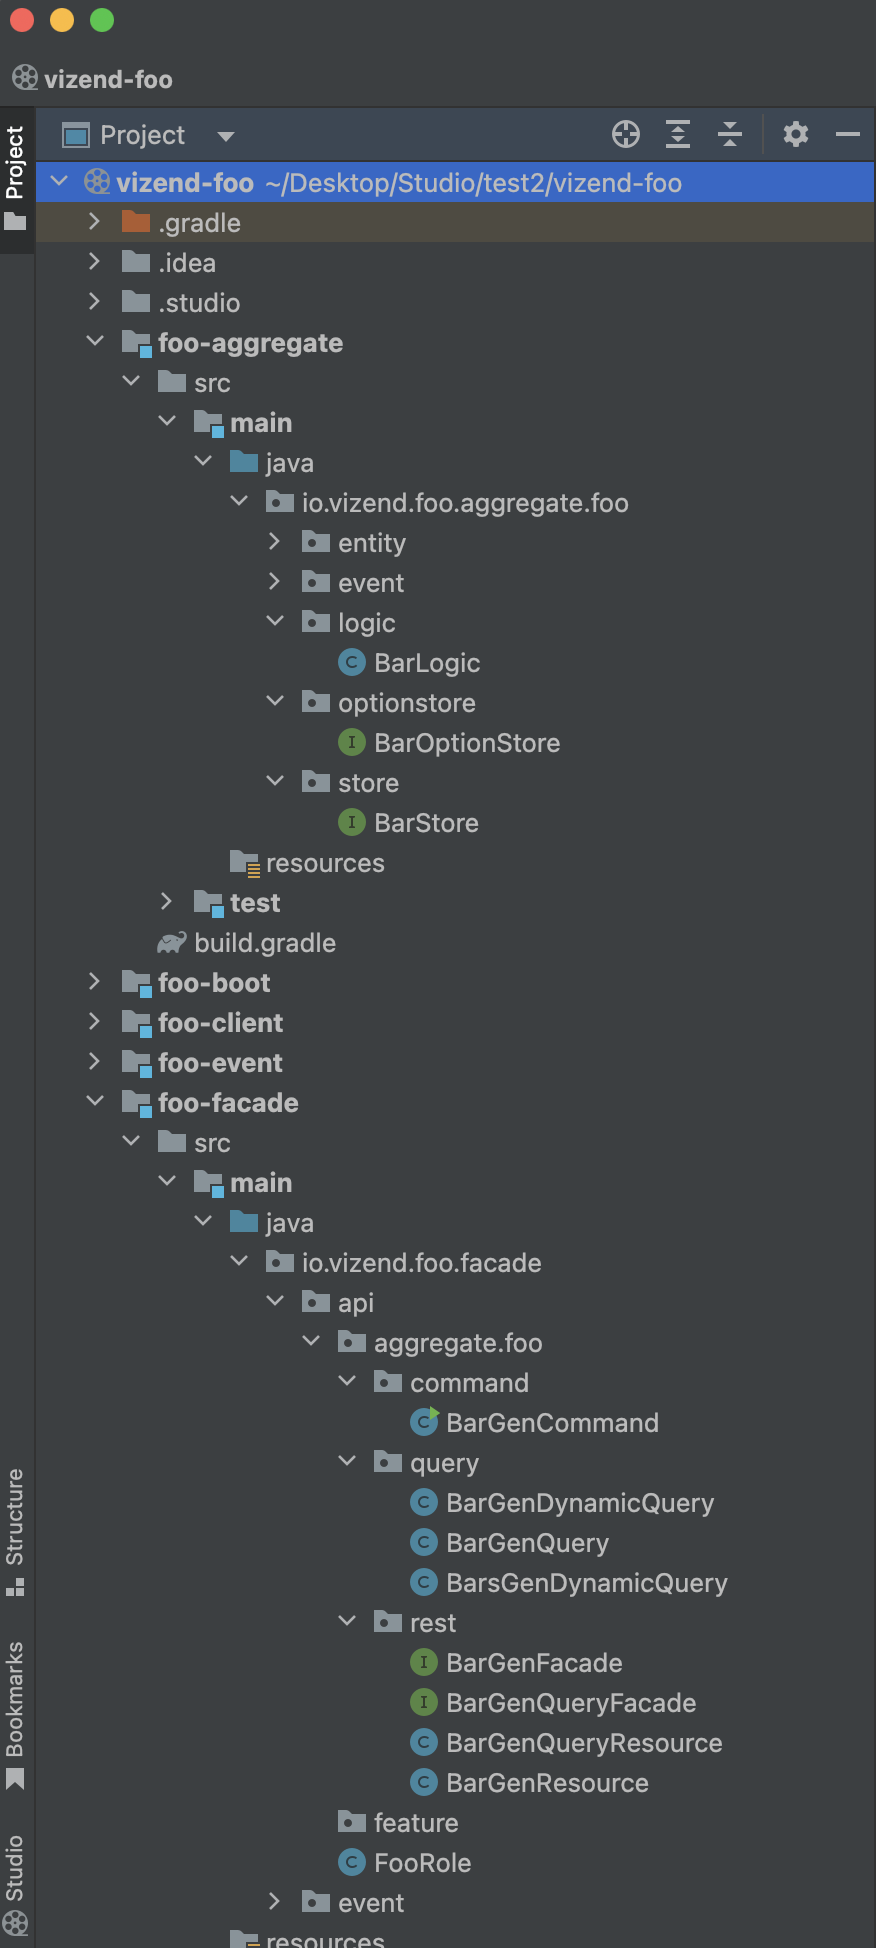 vizend-foo
Project
Project
vizend-foo ~/Desktop/Studio/test2/vizend-foo
.gradle
.idea
.studio
foo-aggregate
src
main
java
io.vizend.foo.aggregate.foo
entity
event
logic
C BarLogic
optionstore
I BarOptionStore
store
I BarStore
resources
test
build.gradle
foo-boot
foo-client
foo-event
foo-facade
src
main
java
io.vizend.foo.facade
api
aggregate.foo
command
C BarGenCommand
query
C BarGenDynamicQuery
C BarGenQuery
C BarsGenDynamicQuery
rest
I BarGenFacade
I BarGenQueryFacade
C BarGenQueryResource
C BarGenResource
feature
C FooRole
event
resources
Structure
Bookmarks
Studio